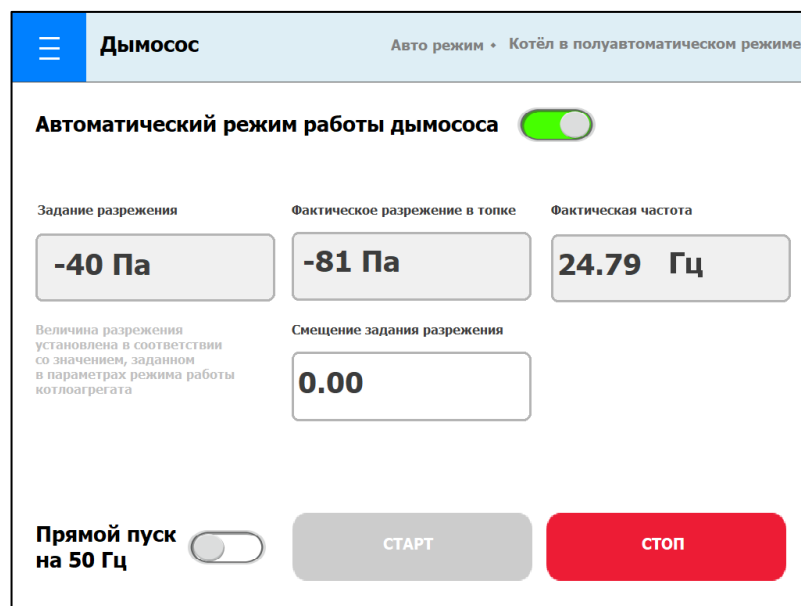 Дымосос
Авто режим • Котёл в полуавтоматическом режиме
Автоматический режим работы дымососа
Задание разрежения
Фактическое разрежение в топке
Фактическая частота
-40 Па
-81 Па
24.79 Гц
Величина разрежения
установлена в соответствии
со значением, заданном
в параметрах режима работы
котлоагрегата
Смещение задания разрежения
0.00
Прямой пуск
на 50 Гц
СТАРТ
СТОП